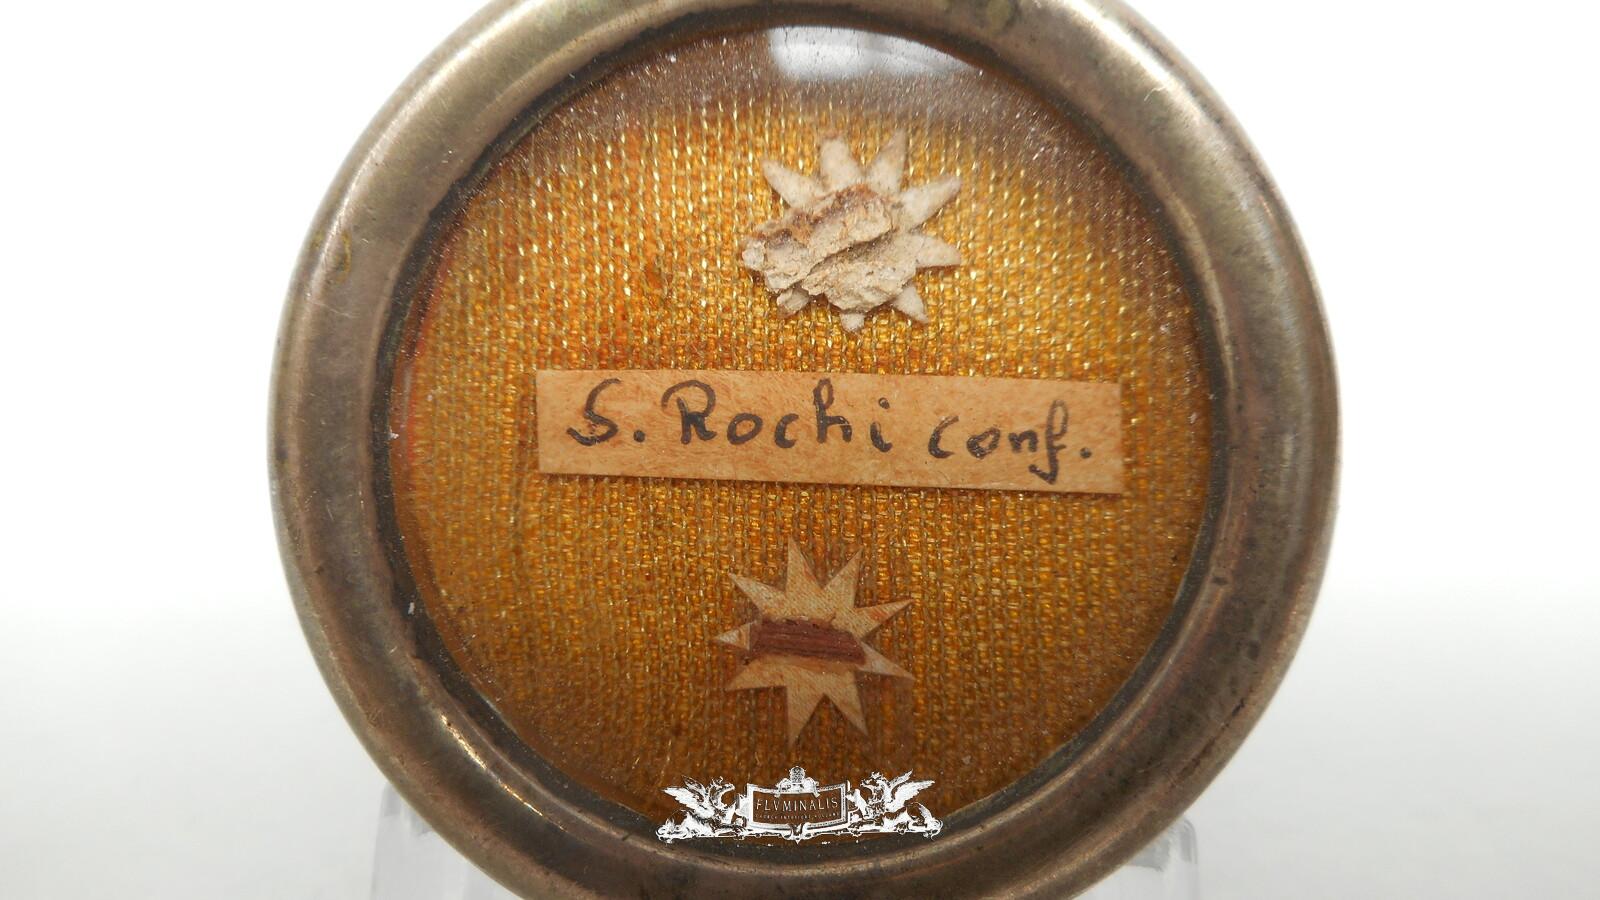 S. Rochi conf.
FLVMINALIS